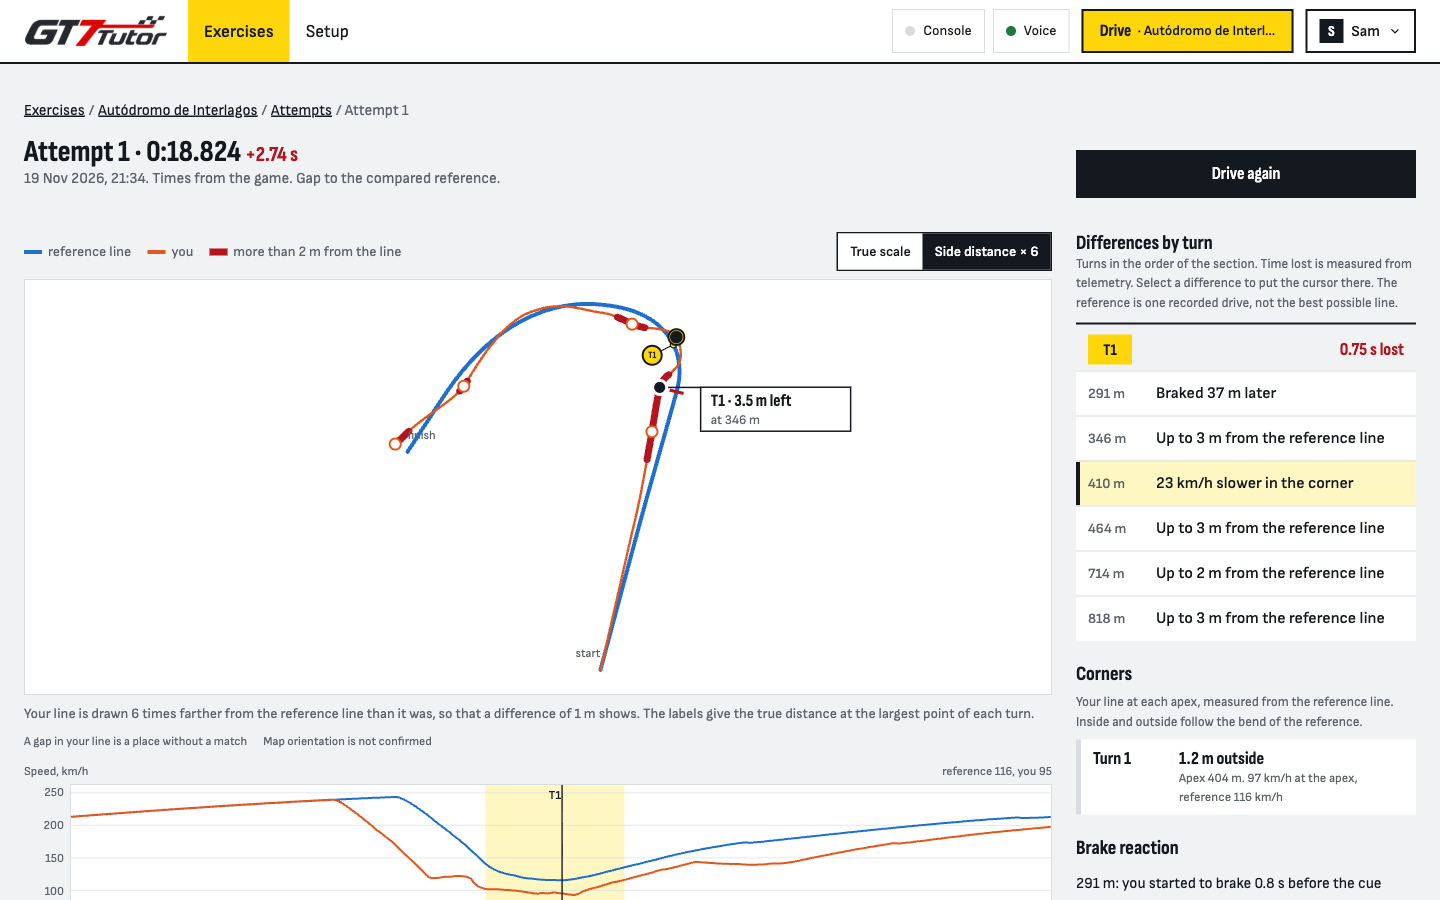 GT7 Tutor
Exercises
Setup
Console
Voice
Drive · Autódromo de Interl...
S
Sam
Exercises / Autódromo de Interlagos / Attempts / Attempt 1
Attempt 1 · 0:18.824 +2.74 s
19 Nov 2026, 21:34. Times from the game. Gap to the compared reference.
Drive again
reference line
you
more than 2 m from the line
True scale
Side distance × 6
T1
T1 · 3.5 m left
at 346 m
start
Your line is drawn 6 times farther from the reference line than it was, so that a difference of 1 m shows. The labels give the true distance at the largest point of each turn.
A gap in your line is a place without a match
Map orientation is not confirmed
Speed, km/h
reference 116, you 95
250
T1
200
150
100
Differences by turn
Turns in the order of the section. Time lost is measured from
telemetry. Select a difference to put the cursor there. The
reference is one recorded drive, not the best possible line.
T1
0.75 s lost
291 m Braked 37 m later
346 m Up to 3 m from the reference line
410 m 23 km/h slower in the corner
464 m Up to 3 m from the reference line
714 m Up to 2 m from the reference line
818 m Up to 3 m from the reference line
Corners
Your line at each apex, measured from the reference line.
Inside and outside follow the bend of the reference.
Turn 1
1.2 m outside
Apex 404 m. 97 km/h at the apex,
reference 116 km/h
Brake reaction
291 m: you started to brake 0.8 s before the cue